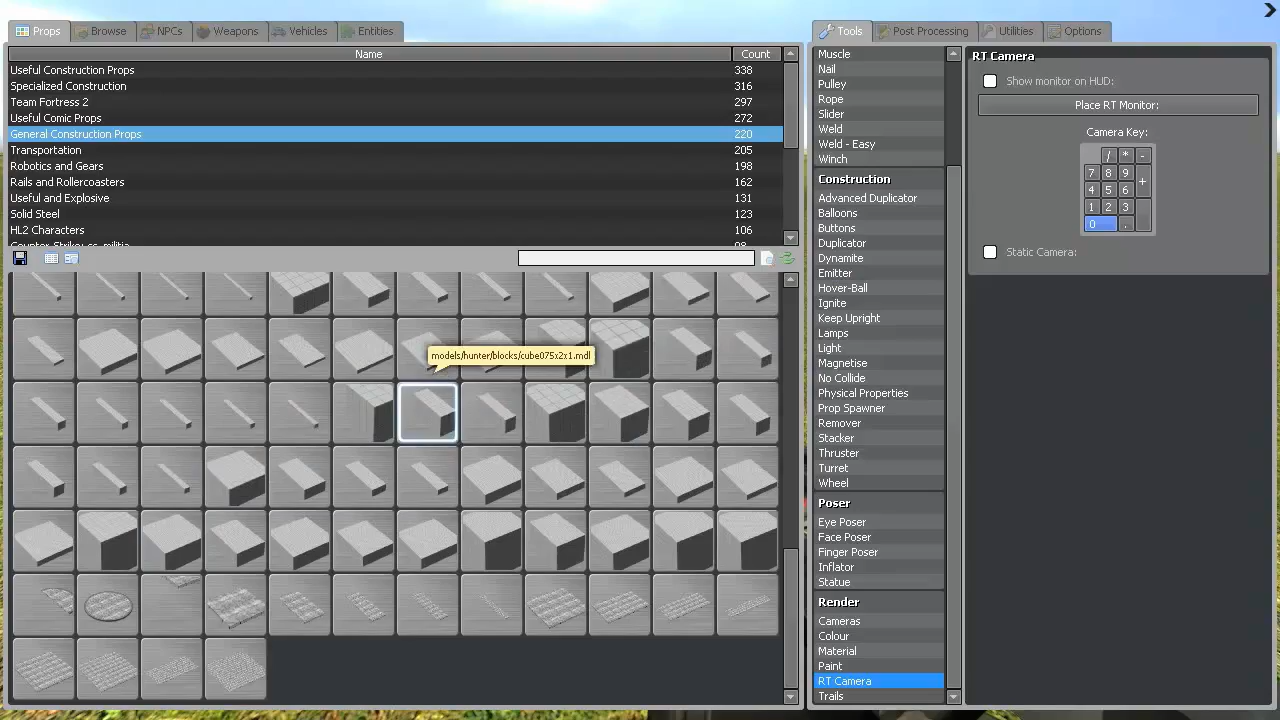 Props Browse NPCs Weapons Vehicles Entities
Name Count
Useful Construction Props 338
Specialized Construction 316
Team Fortress 2 297
Useful Comic Props 272
General Construction Props 220
Transportation 205
Robotics and Gears 198
Rails and Rollercoasters 162
Useful and Explosive 131
Solid Steel 123
HL2 Characters 106
models/hunter/blocks/cube075x2x1.mdl
Tools Post Processing Utilities Options
Muscle
Nail
Pulley
Rope
Slider
Weld
Weld - Easy
Winch
Construction
Advanced Duplicator
Balloons
Buttons
Duplicator
Dynamite
Emitter
Hover-Ball
Ignite
Keep Upright
Lamps
Light
Magnetise
No Collide
Physical Properties
Prop Spawner
Remover
Stacker
Thruster
Turret
Wheel
Poser
Eye Poser
Face Poser
Finger Poser
Inflator
Statue
Render
Cameras
Colour
Material
Paint
RT Camera
Trails
RT Camera
Show monitor on HUD:
Place RT Monitor:
Camera Key:
/ * -
7 8 9 +
4 5 6
1 2 3
0 .
Static Camera: